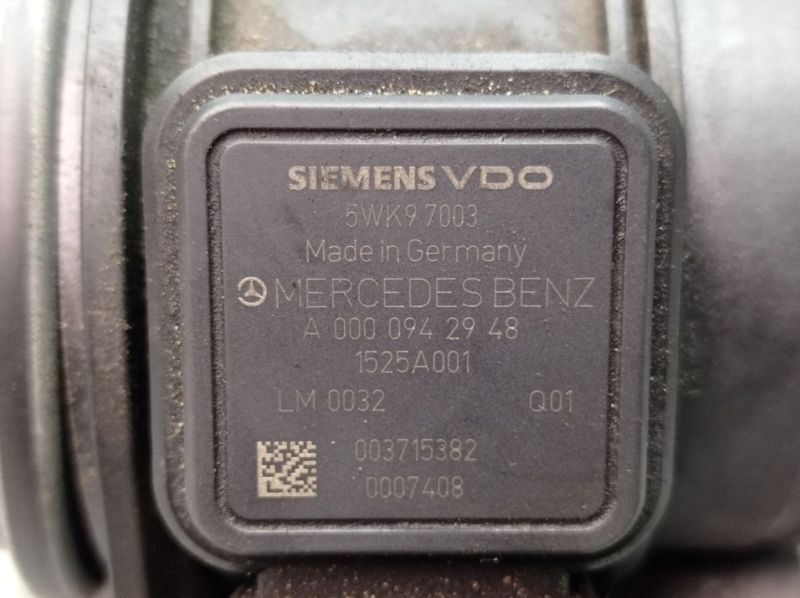 SIEMENS VDO
5WK9 7003
Made in Germany
MERCEDES BENZ
A 000 094 29 48
1525A001
LM 0032 Q01
003715382
0007408